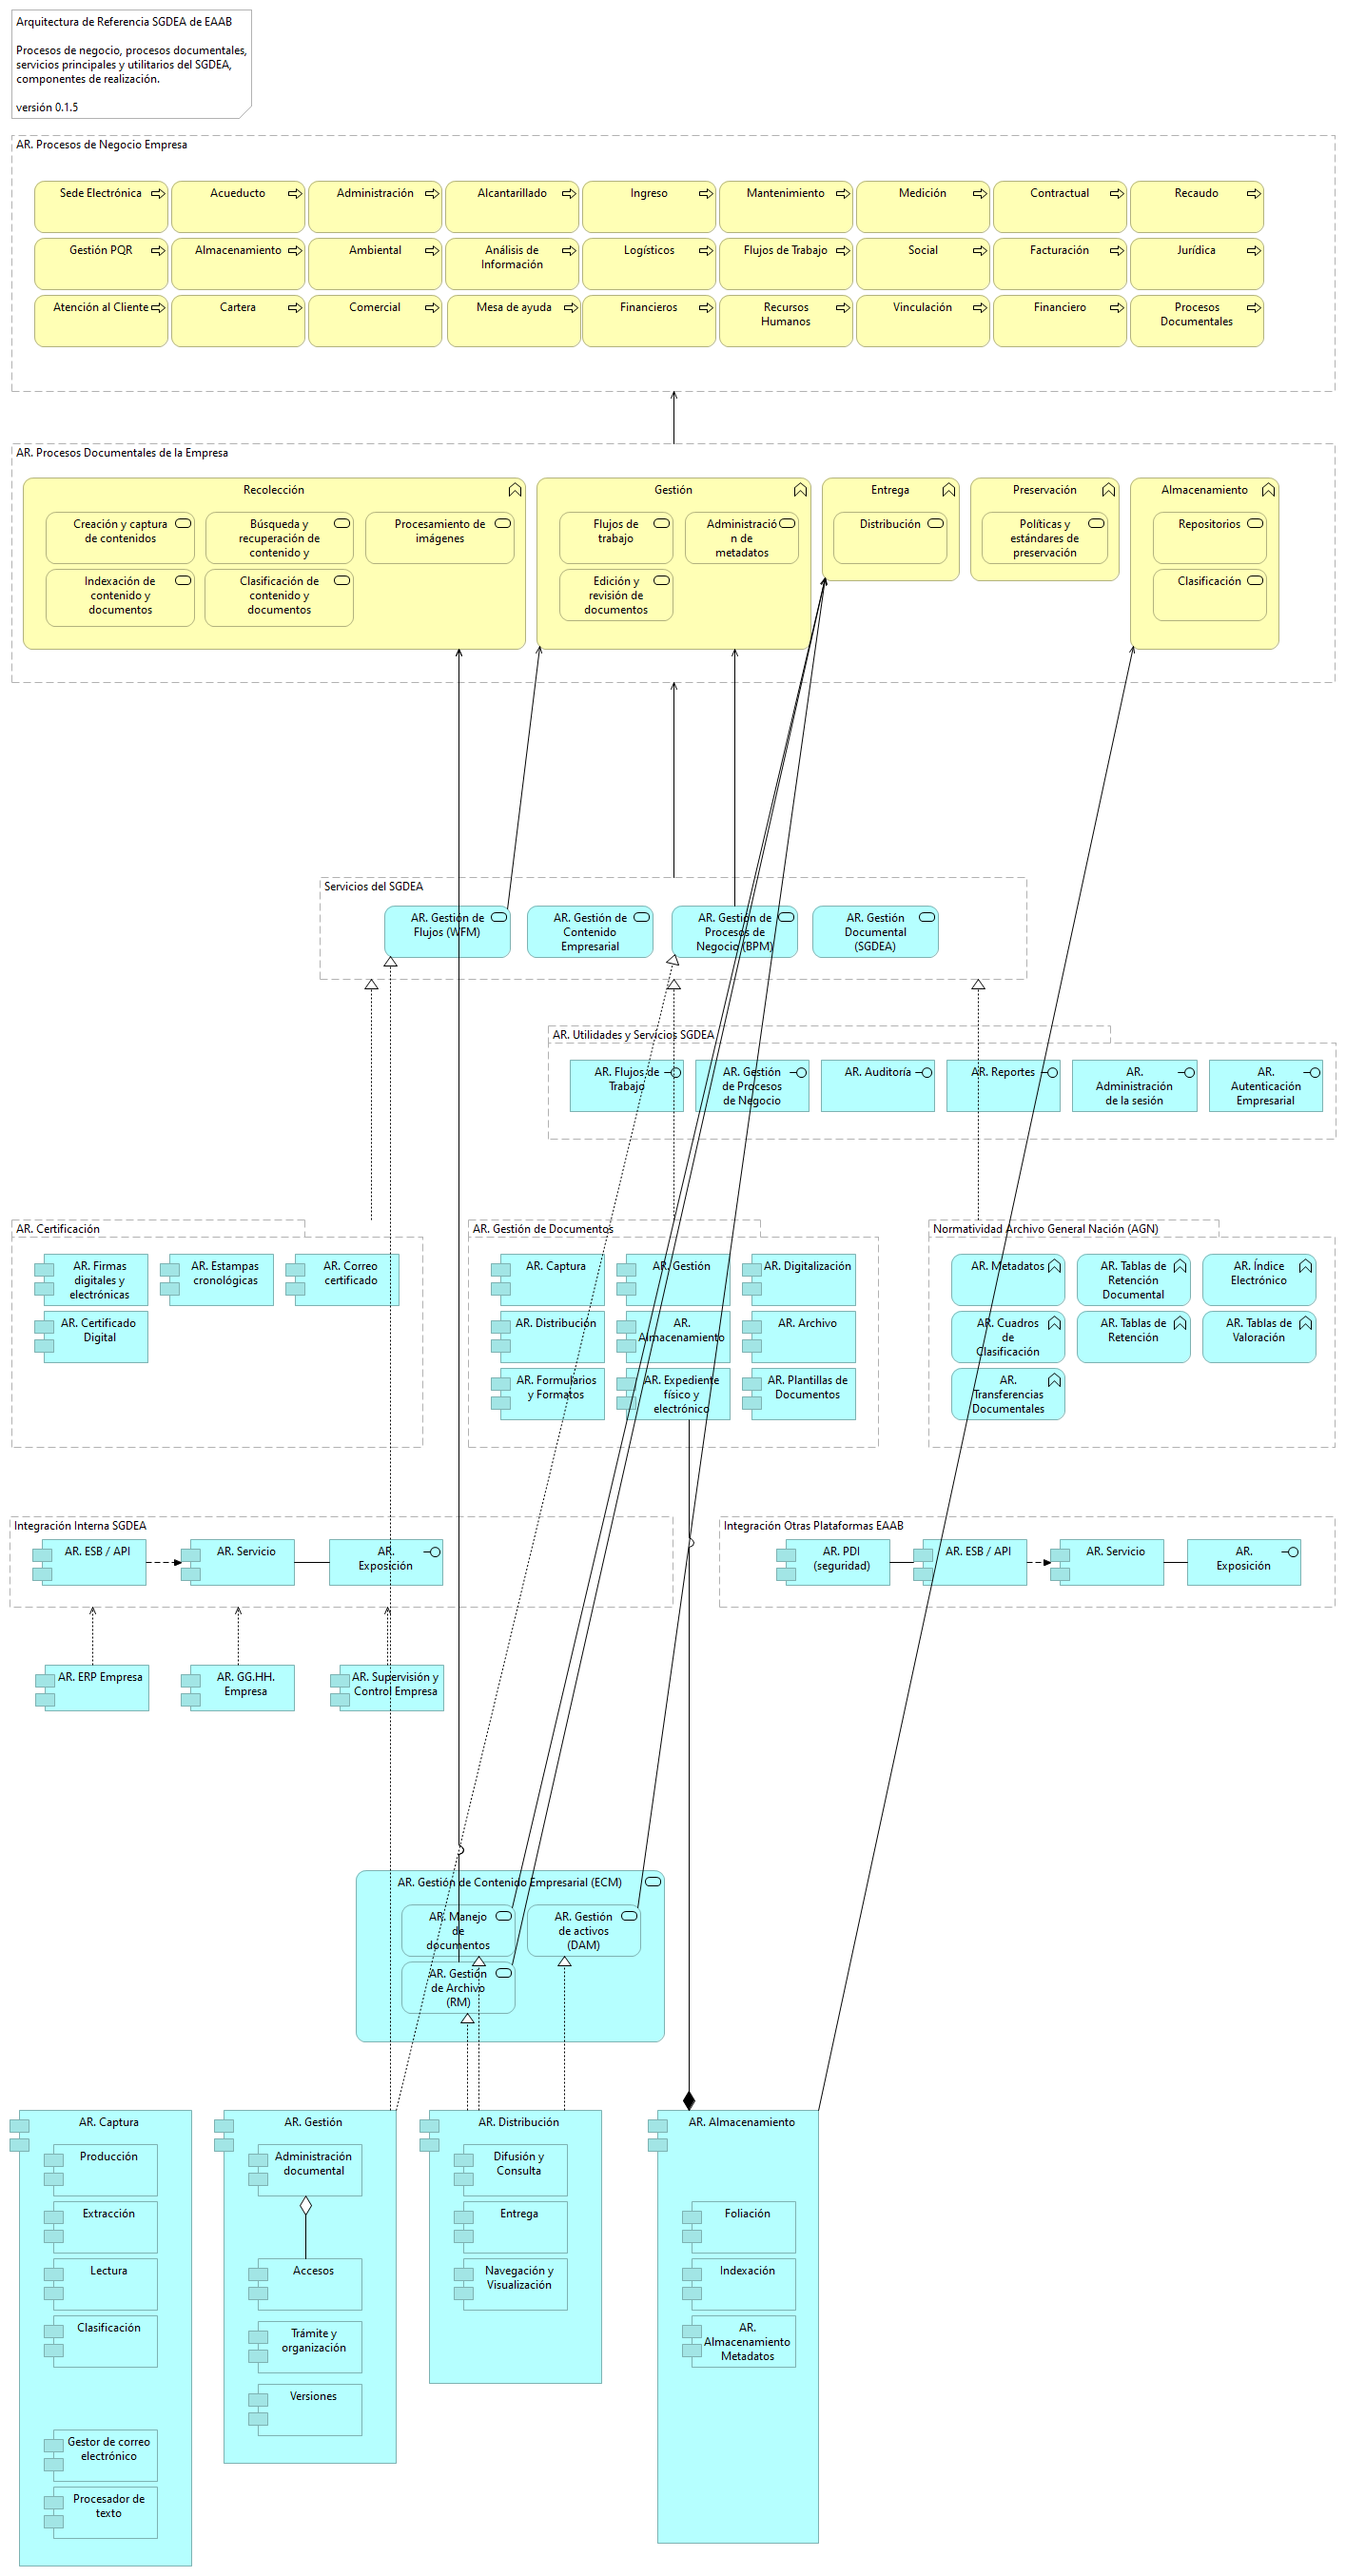 Arquitectura de Referencia SGDEA de EAAB
Procesos de negocio, procesos documentales,
servicios principales y utilitarios del SGDEA,
componentes de realización.
versión 0.1.5
AR. Procesos de Negocio Empresa
Sede Electrónica
Acueducto
Administración
Alcantarillado
Ingreso
Mantenimiento
Medición
Contractual
Recaudo
Gestión PQR
Almacenamiento
Ambiental
Análisis de
Información
Logísticos
Flujos de Trabajo
Social
Facturación
Jurídica
Atención al Cliente
Cartera
Comercial
Mesa de ayuda
Financieros
Recursos
Humanos
Vinculación
Financiero
Procesos
Documentales
AR. Procesos Documentales de la Empresa
Recolección
Creación y captura
de contenidos
Búsqueda y
recuperación de
contenido y
Procesamiento de
imágenes
Indexación de
contenido y
documentos
Clasificación de
contenido y
documentos
Gestión
Flujos de
trabajo
Administració
n de
metadatos
Edición y
revisión de
documentos
Entrega
Distribución
Preservación
Políticas y
estándares de
preservación
Almacenamiento
Repositorios
Clasificación
Servicios del SGDEA
AR. Gestión de
Flujos (WFM)
AR. Gestión de
Contenido
Empresarial
AR. Gestión de
Procesos de
Negocio (BPM)
AR. Gestión
Documental
(SGDEA)
AR. Utilidades y Servicios SGDEA
AR. Flujos de
Trabajo
AR. Gestión
de Procesos
de Negocio
AR. Auditoría
AR. Reportes
AR.
Administración
de la sesión
AR.
Autenticación
Empresarial
AR. Certificación
AR. Firmas
digitales y
electrónicas
AR. Estampas
cronológicas
AR. Correo
certificado
AR. Certificado
Digital
AR. Gestión de Documentos
AR. Captura
AR. Gestión
AR. Digitalización
AR. Distribución
AR.
Almacenamiento
AR. Archivo
AR. Formularios
y Formatos
AR. Expediente
físico y
electrónico
AR. Plantillas de
Documentos
Normatividad Archivo General Nación (AGN)
AR. Metadatos
AR. Tablas de
Retención
Documental
AR. Índice
Electrónico
AR. Cuadros
de
Clasificación
AR. Tablas de
Retención
AR. Tablas de
Valoración
AR.
Transferencias
Documentales
Integración Interna SGDEA
AR. ESB / API
AR. Servicio
AR.
Exposición
Integración Otras Plataformas EAAB
AR. PDI
(seguridad)
AR. ESB / API
AR. Servicio
AR.
Exposición
AR. ERP Empresa
AR. GG.HH.
Empresa
AR. Supervisión y
Control Empresa
AR. Gestión de Contenido Empresarial (ECM)
AR. Manejo
de
documentos
AR. Gestión
de activos
(DAM)
AR. Gestión
de Archivo
(RM)
AR. Captura
Producción
Extracción
Lectura
Clasificación
Gestor de correo
electrónico
Procesador de
texto
AR. Gestión
Administración
documental
Accesos
Trámite y
organización
Versiones
AR. Distribución
Difusión y
Consulta
Entrega
Navegación y
Visualización
AR. Almacenamiento
Foliación
Indexación
AR.
Almacenamiento
Metadatos